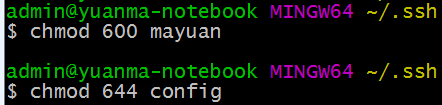 admin@yuanma-notebook MINGW64 ~/.ssh
$ chmod 600 mayuan
admin@yuanma-notebook MINGW64 ~/.ssh
$ chmod 644 config